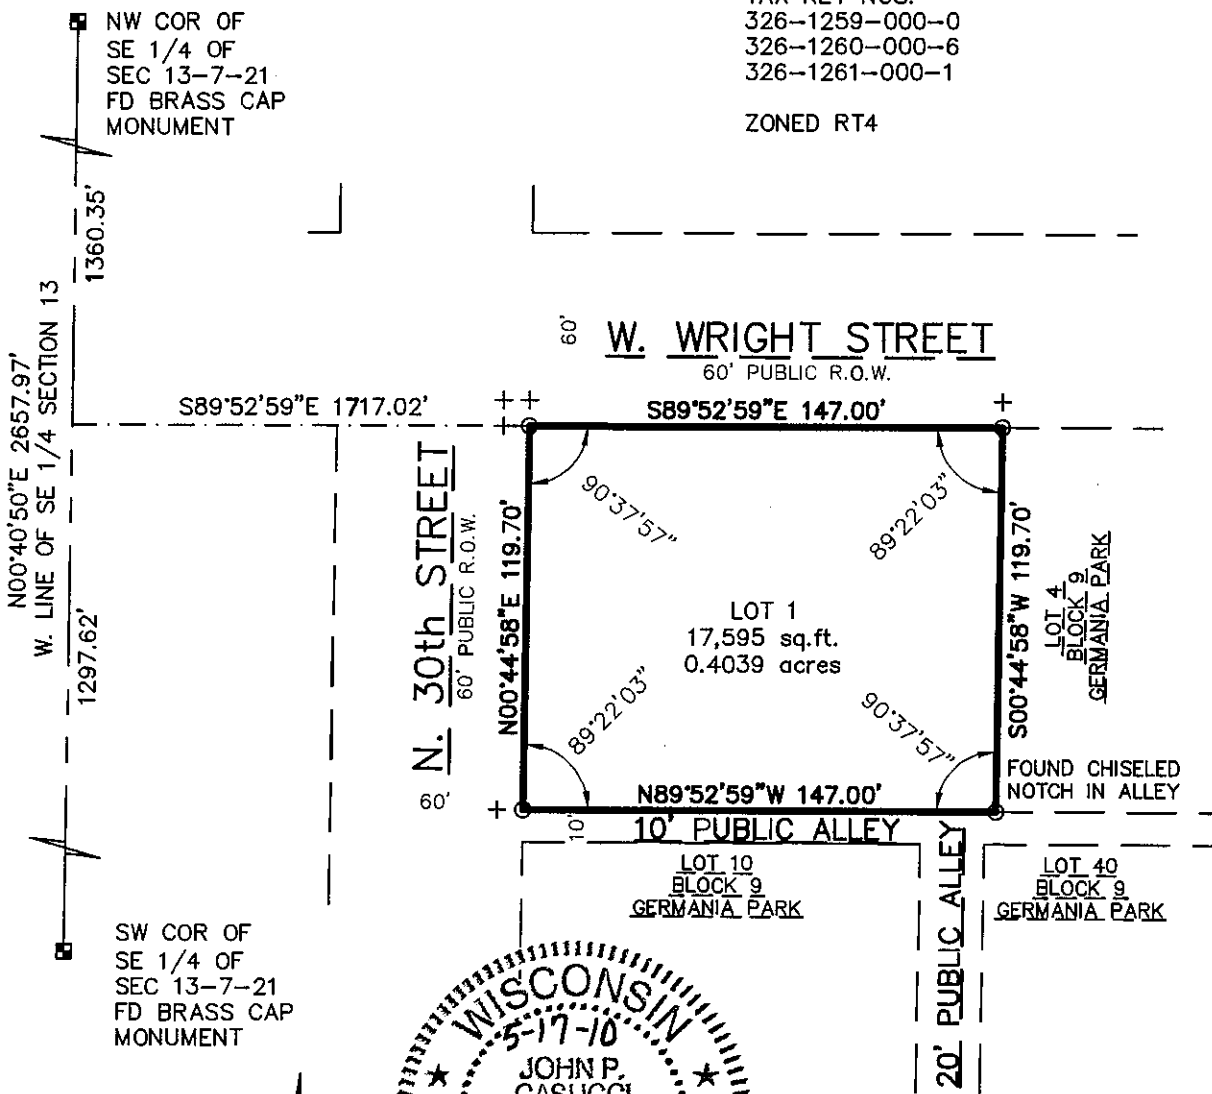 NW COR OF
SE 1/4 OF
SEC 13-7-21
FD BRASS CAP
MONUMENT
TAX KEY NOS.
326-1259-000-0
326-1260-000-6
326-1261-000-1
ZONED RT4
1360.35'
N00°40'50"E 2657.97'
W. LINE OF SE 1/4 SECTION 13
1297.62'
60'
W. WRIGHT STREET
60' PUBLIC R.O.W.
S89°52'59"E 1717.02'
S89°52'59"E 147.00'
N. 30th STREET
60' PUBLIC R.O.W.
60'
N00°44'58"E 119.70'
90°37'57"
89°22'03"
LOT 1
17,595 sq.ft.
0.4039 acres
89°22'03"
90°37'57"
S00°44'58"W 119.70'
LOT 4
BLOCK 9
GERMANIA PARK
FOUND CHISELED
NOTCH IN ALLEY
N89°52'59"W 147.00'
10'
10' PUBLIC ALLEY
LOT 10
BLOCK 9
GERMANIA PARK
20' PUBLIC ALLEY
LOT 40
BLOCK 9
GERMANIA PARK
SW COR OF
SE 1/4 OF
SEC 13-7-21
FD BRASS CAP
MONUMENT
WISCONSIN
5-17-10
JOHN P.
CASUCCI